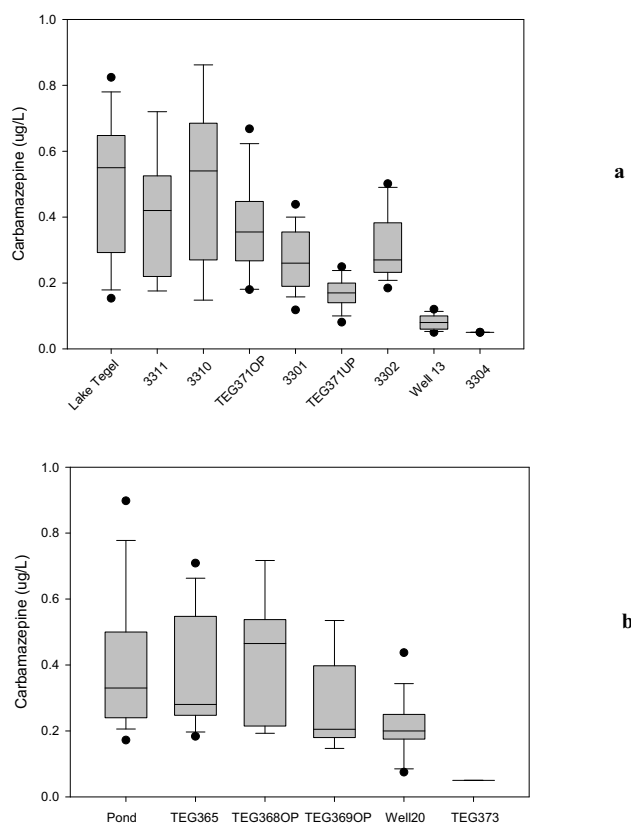 1.0
0.8
0.6
0.4
0.2
0.0
Carbamazepine (ug/L)
Lake Tegel
3311
3310
TEG371OP
3301
TEG371UP
3302
Well 13
3304
a
1.0
0.8
0.6
0.4
0.2
0.0
Carbamazepine (ug/L)
Pond
TEG365
TEG368OP
TEG369OP
Well20
TEG373
b